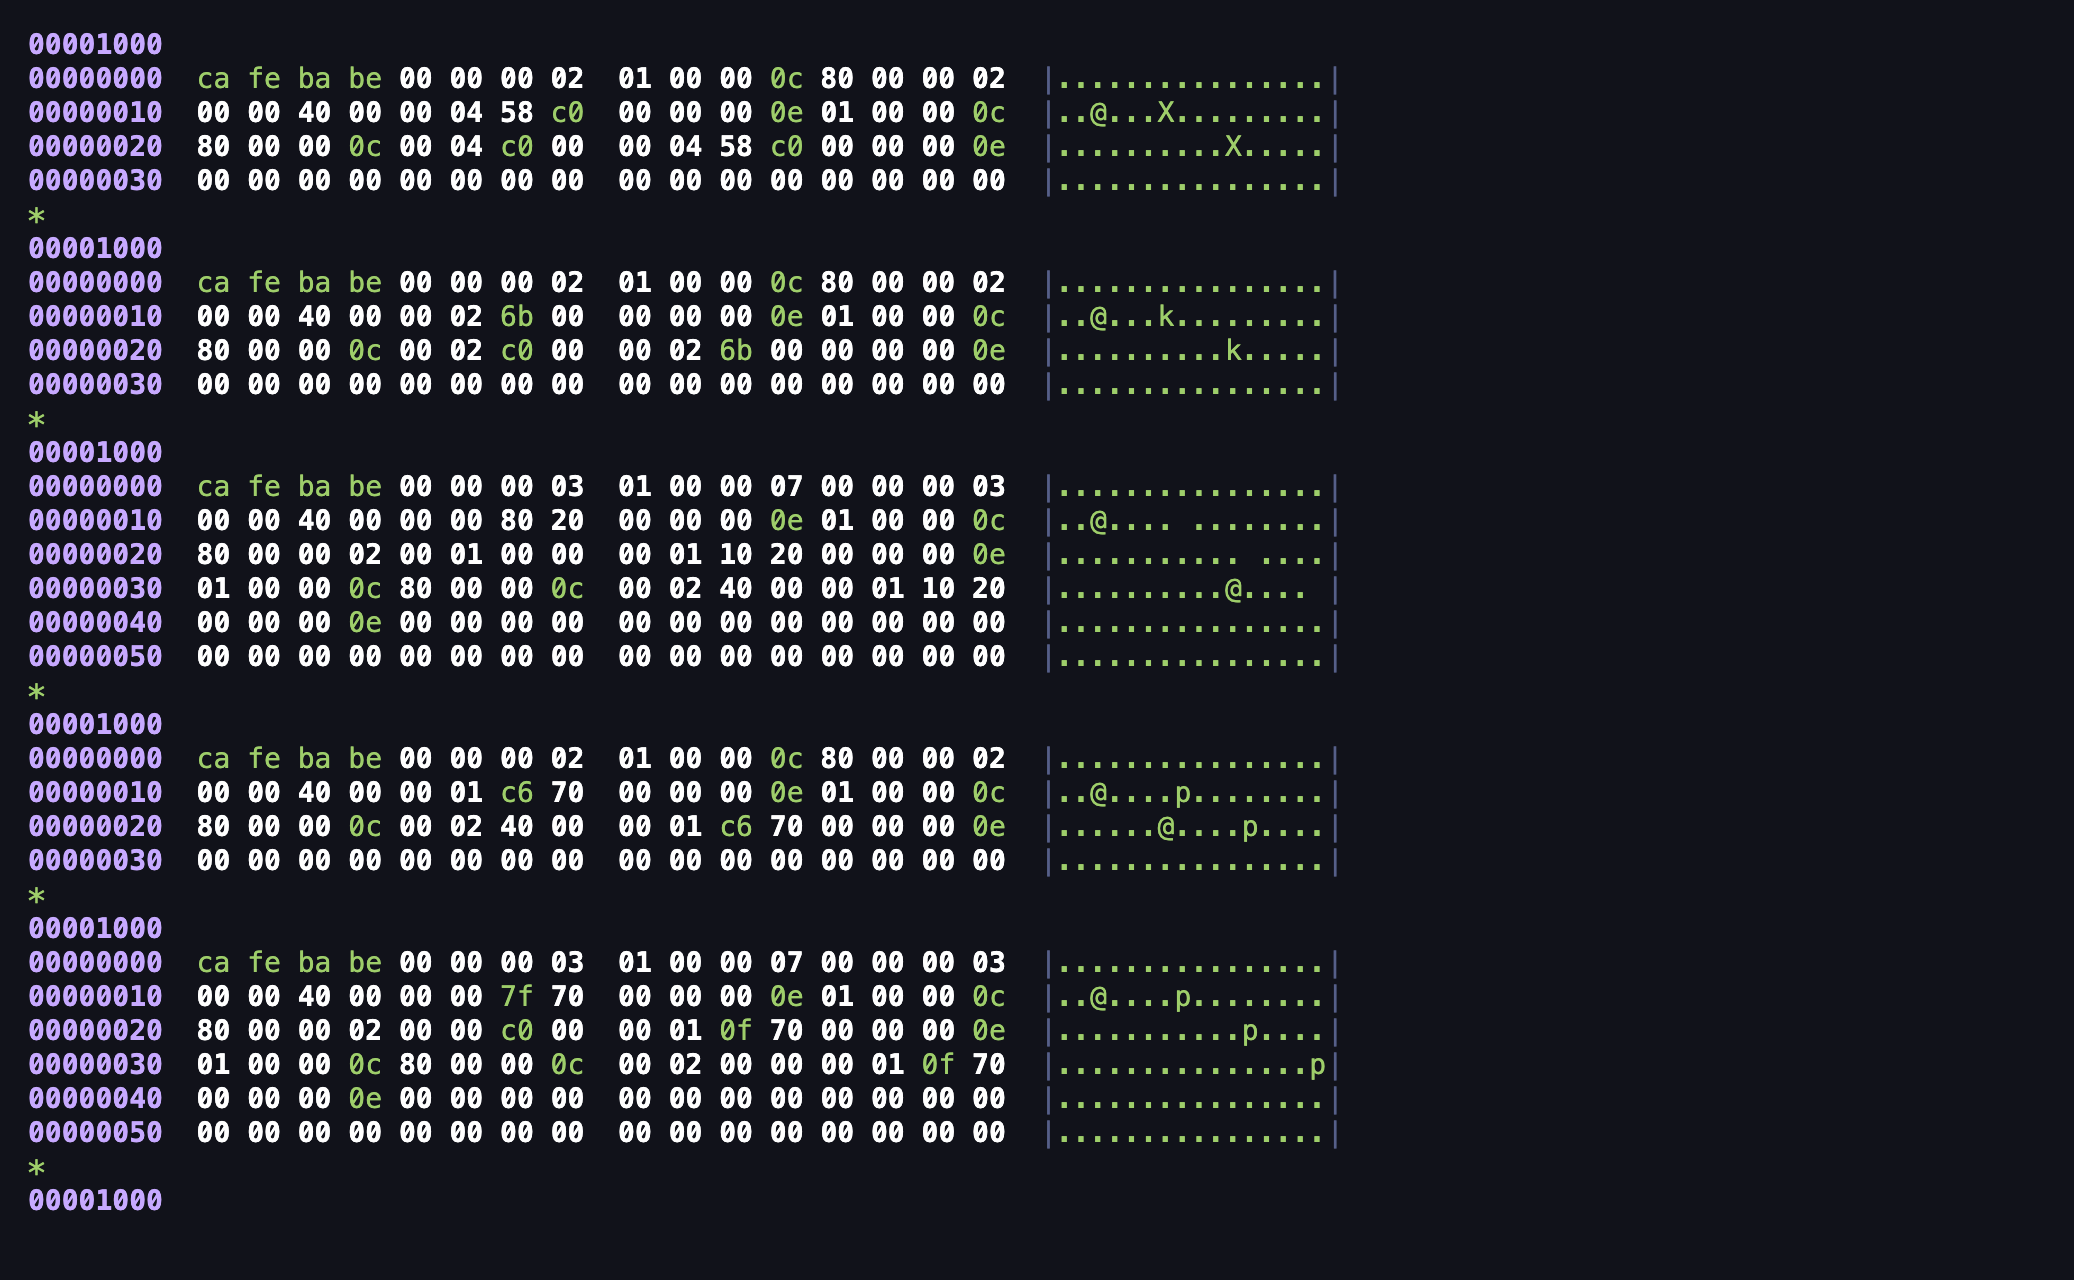 00001000
00000000  ca fe ba be 00 00 00 02  01 00 00 0c 80 00 00 02  |................|
00000010  00 00 40 00 00 04 58 c0  00 00 00 0e 01 00 00 0c  |..@...X.........|
00000020  80 00 00 0c 00 04 c0 00  00 04 58 c0 00 00 00 0e  |..........X.....|
00000030  00 00 00 00 00 00 00 00  00 00 00 00 00 00 00 00  |................|
*
00001000
00000000  ca fe ba be 00 00 00 02  01 00 00 0c 80 00 00 02  |................|
00000010  00 00 40 00 00 02 6b 00  00 00 00 0e 01 00 00 0c  |..@...k.........|
00000020  80 00 00 0c 00 02 c0 00  00 02 6b 00 00 00 00 0e  |..........k.....|
00000030  00 00 00 00 00 00 00 00  00 00 00 00 00 00 00 00  |................|
*
00001000
00000000  ca fe ba be 00 00 00 03  01 00 00 07 00 00 00 03  |................|
00000010  00 00 40 00 00 00 80 20  00 00 00 0e 01 00 00 0c  |..@.... ........|
00000020  80 00 00 02 00 01 00 00  00 01 10 20 00 00 00 0e  |........... ....|
00000030  01 00 00 0c 80 00 00 0c  00 02 40 00 00 01 10 20  |..........@.... |
00000040  00 00 00 0e 00 00 00 00  00 00 00 00 00 00 00 00  |................|
00000050  00 00 00 00 00 00 00 00  00 00 00 00 00 00 00 00  |................|
*
00001000
00000000  ca fe ba be 00 00 00 02  01 00 00 0c 80 00 00 02  |................|
00000010  00 00 40 00 00 01 c6 70  00 00 00 0e 01 00 00 0c  |..@....p........|
00000020  80 00 00 0c 00 02 40 00  00 01 c6 70 00 00 00 0e  |......@....p....|
00000030  00 00 00 00 00 00 00 00  00 00 00 00 00 00 00 00  |................|
*
00001000
00000000  ca fe ba be 00 00 00 03  01 00 00 07 00 00 00 03  |................|
00000010  00 00 40 00 00 00 7f 70  00 00 00 0e 01 00 00 0c  |..@....p........|
00000020  80 00 00 02 00 00 c0 00  00 01 0f 70 00 00 00 0e  |...........p....|
00000030  01 00 00 0c 80 00 00 0c  00 02 00 00 00 01 0f 70  |...............p|
00000040  00 00 00 0e 00 00 00 00  00 00 00 00 00 00 00 00  |................|
00000050  00 00 00 00 00 00 00 00  00 00 00 00 00 00 00 00  |................|
*
00001000